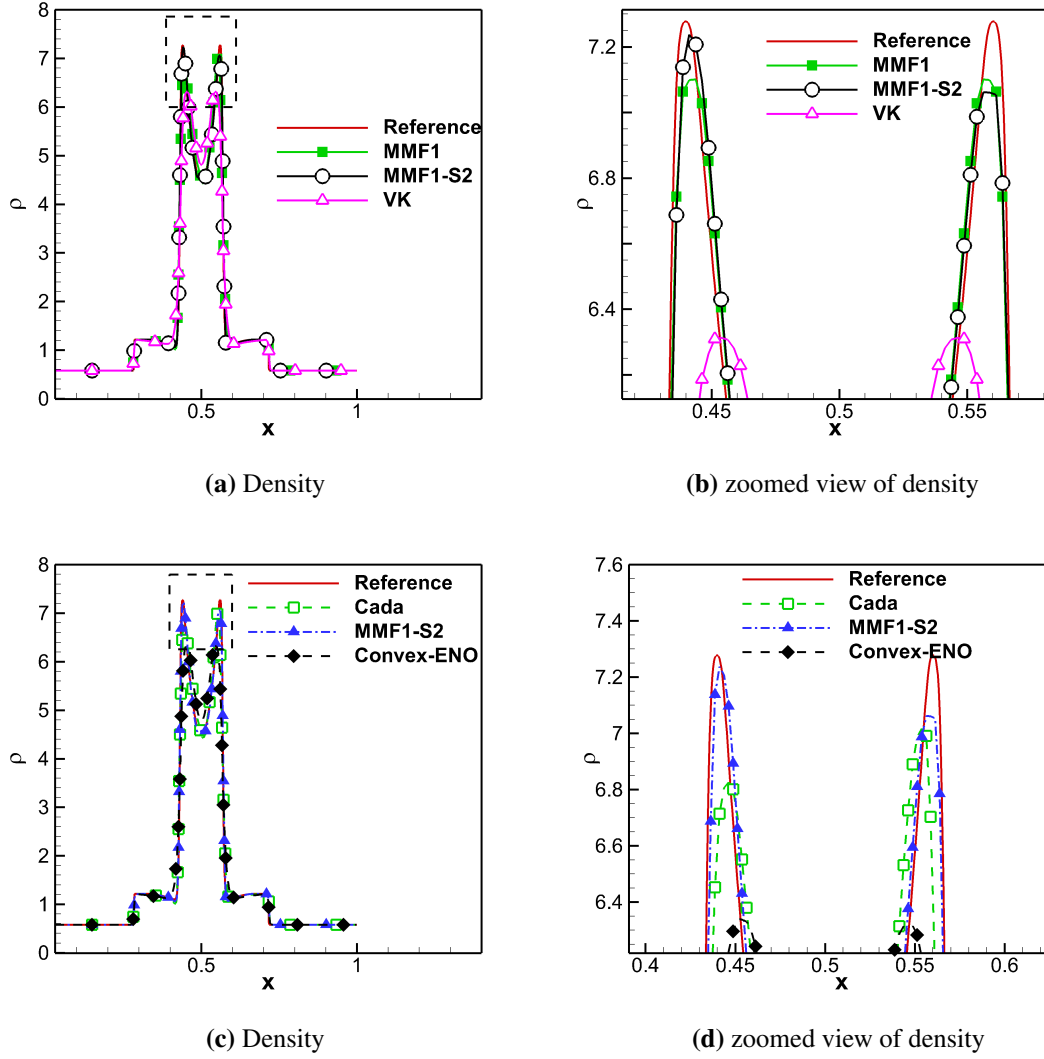 8
7
6
5
4
3
2
1
0
0.5
1
ρ
x
Reference
MMF1
MMF1-S2
VK
(a) Density
7.2
6.8
6.4
0.45
0.5
0.55
ρ
x
Reference
MMF1
MMF1-S2
VK
(b) zoomed view of density
8
7
6
5
4
3
2
1
0
0.5
1
ρ
x
Reference
Cada
MMF1-S2
Convex-ENO
(c) Density
7.6
7.4
7.2
7
6.8
6.6
6.4
0.4
0.45
0.5
0.55
0.6
ρ
x
Reference
Cada
MMF1-S2
Convex-ENO
(d) zoomed view of density